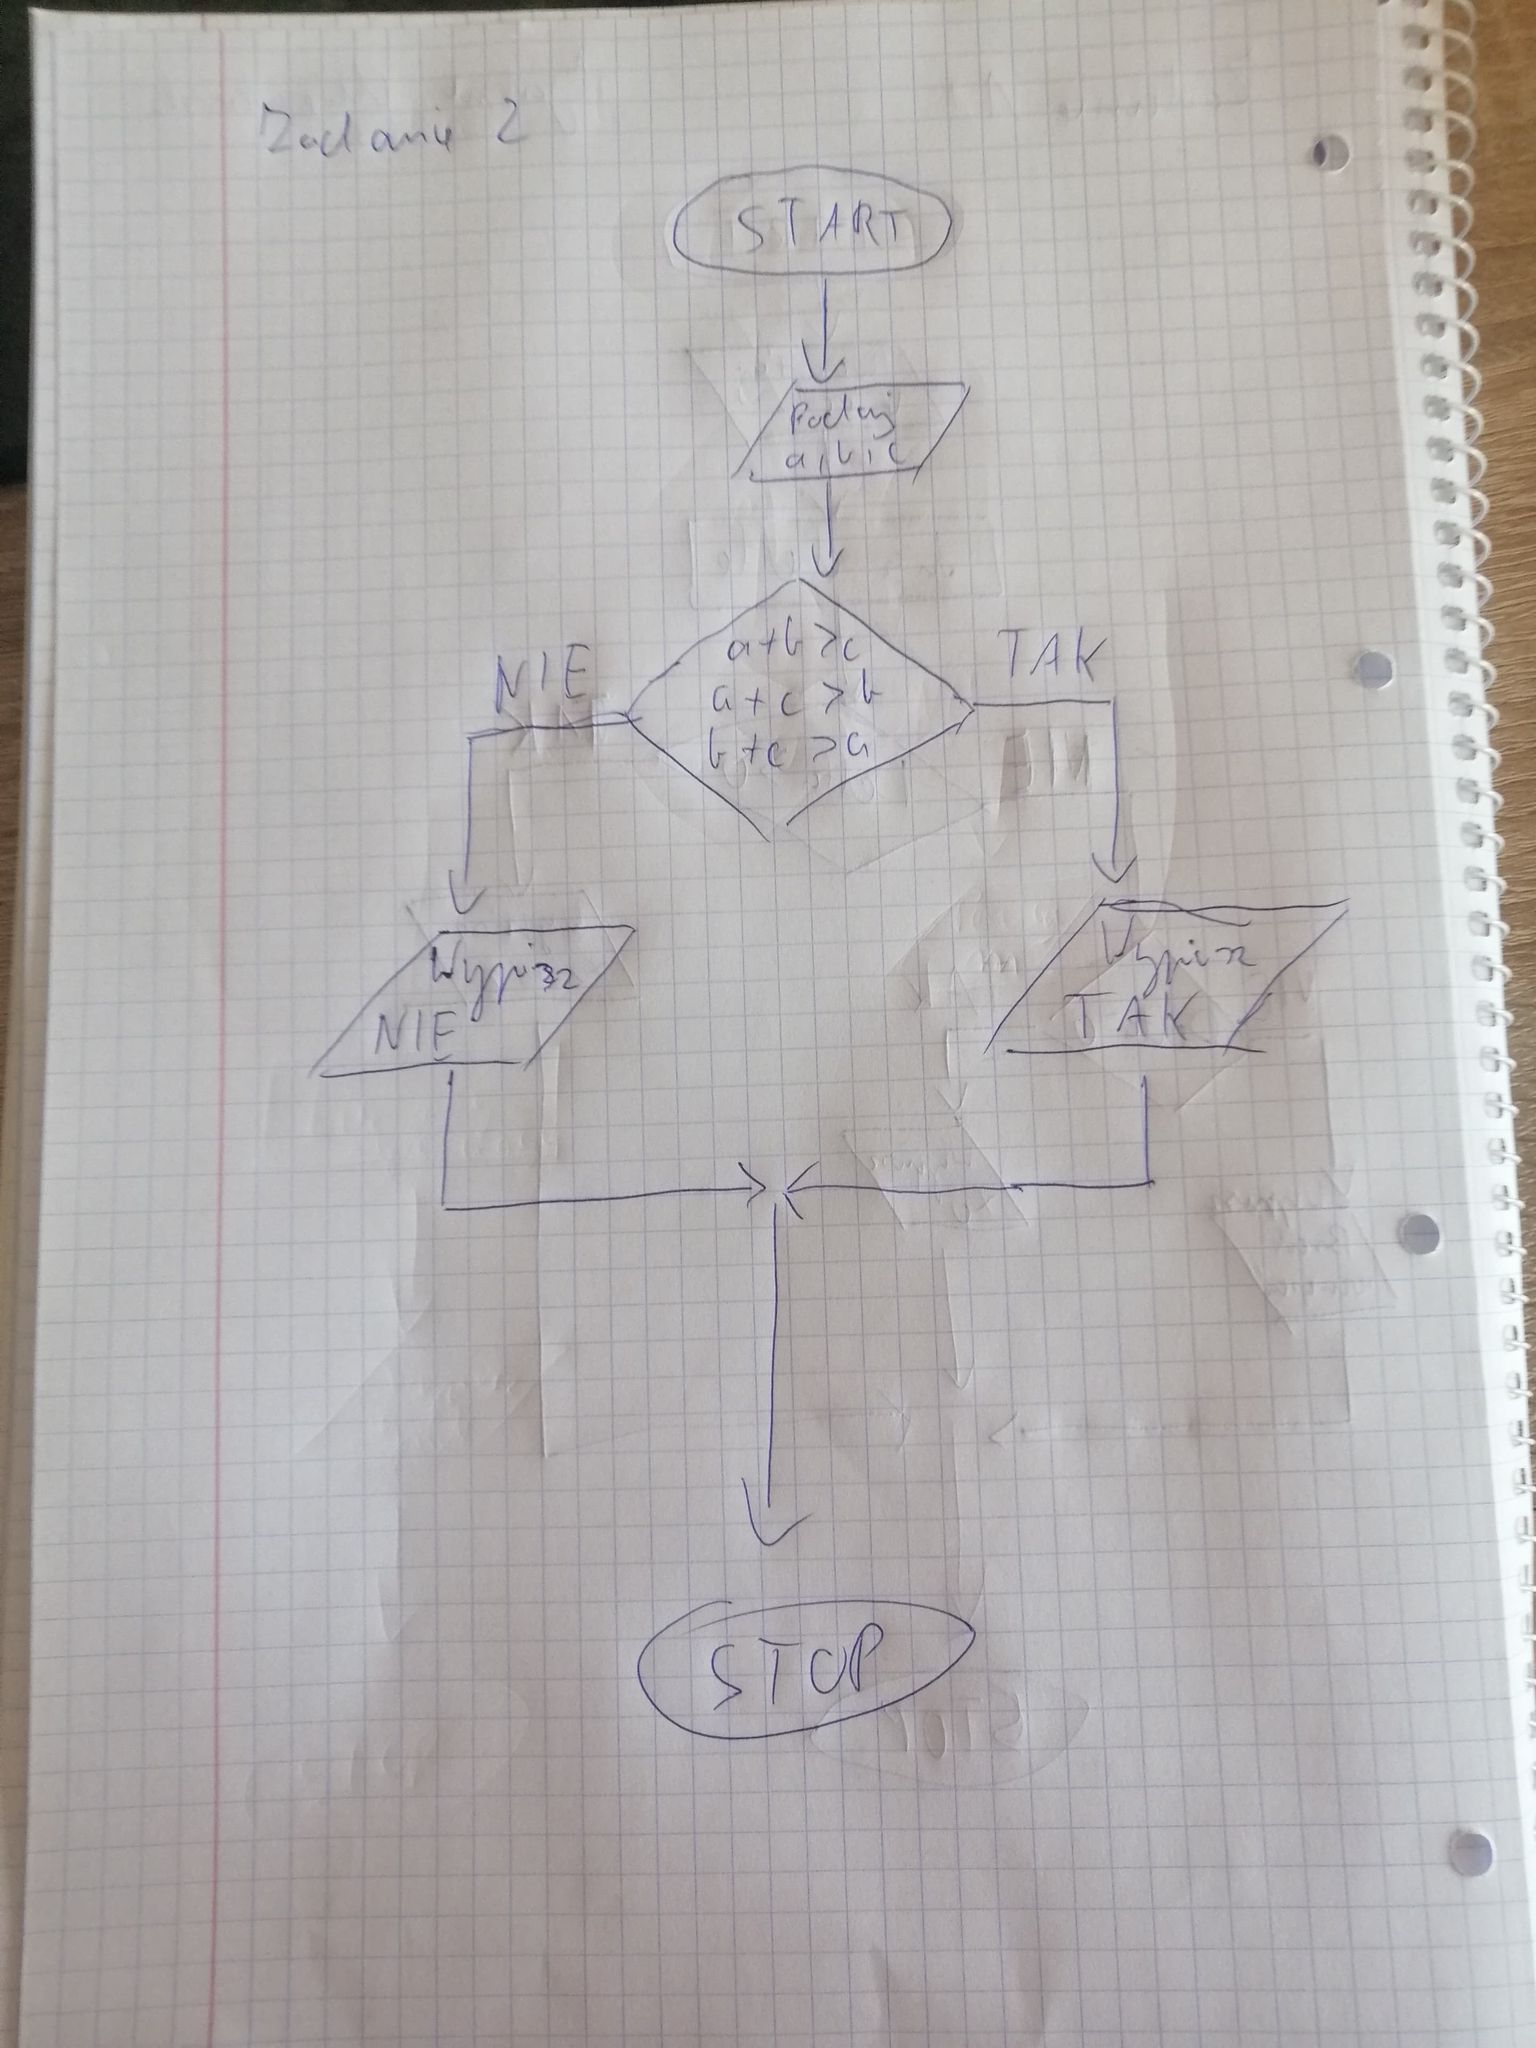 Zadanie 2
START
Podaj
a, b, c
a+b>c
NIE
TAK
a+c>b
b+c>a
Wypisz
NIE
Wypisz
TAK
STOP